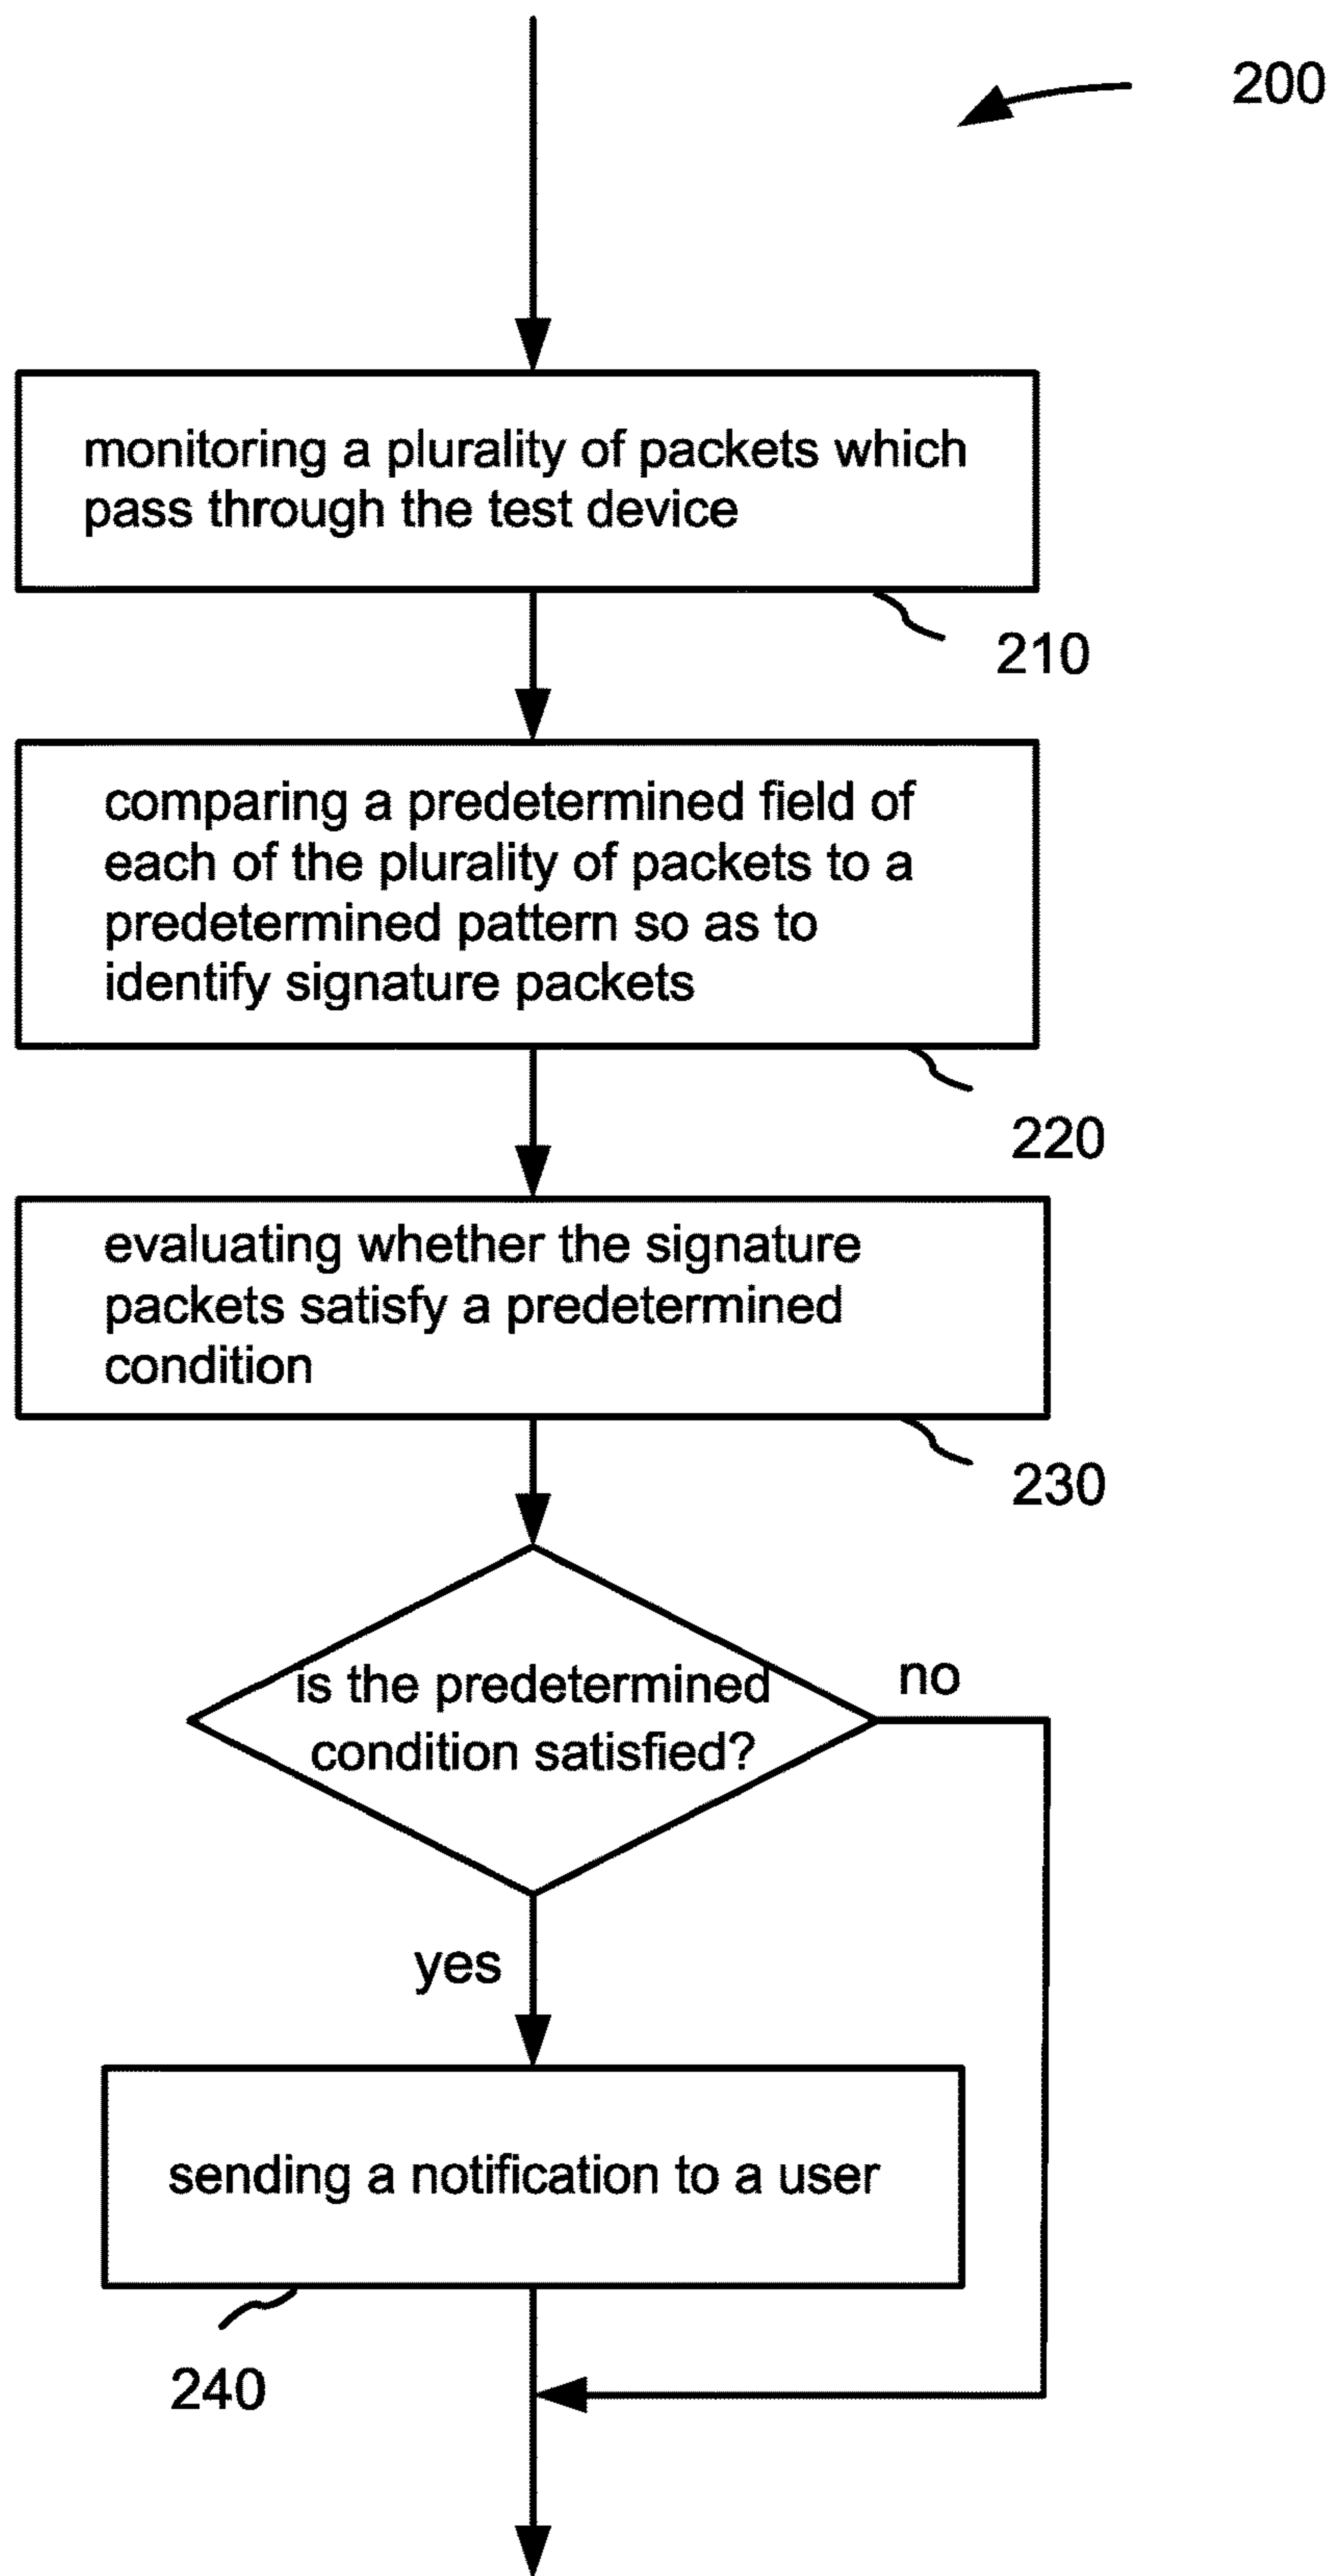 200
monitoring a plurality of packets which
pass through the test device
210
comparing a predetermined field of
each of the plurality of packets to a
predetermined pattern so as to
identify signature packets
220
evaluating whether the signature
packets satisfy a predetermined
condition
230
is the predetermined
condition satisfied?
no
yes
sending a notification to a user
240